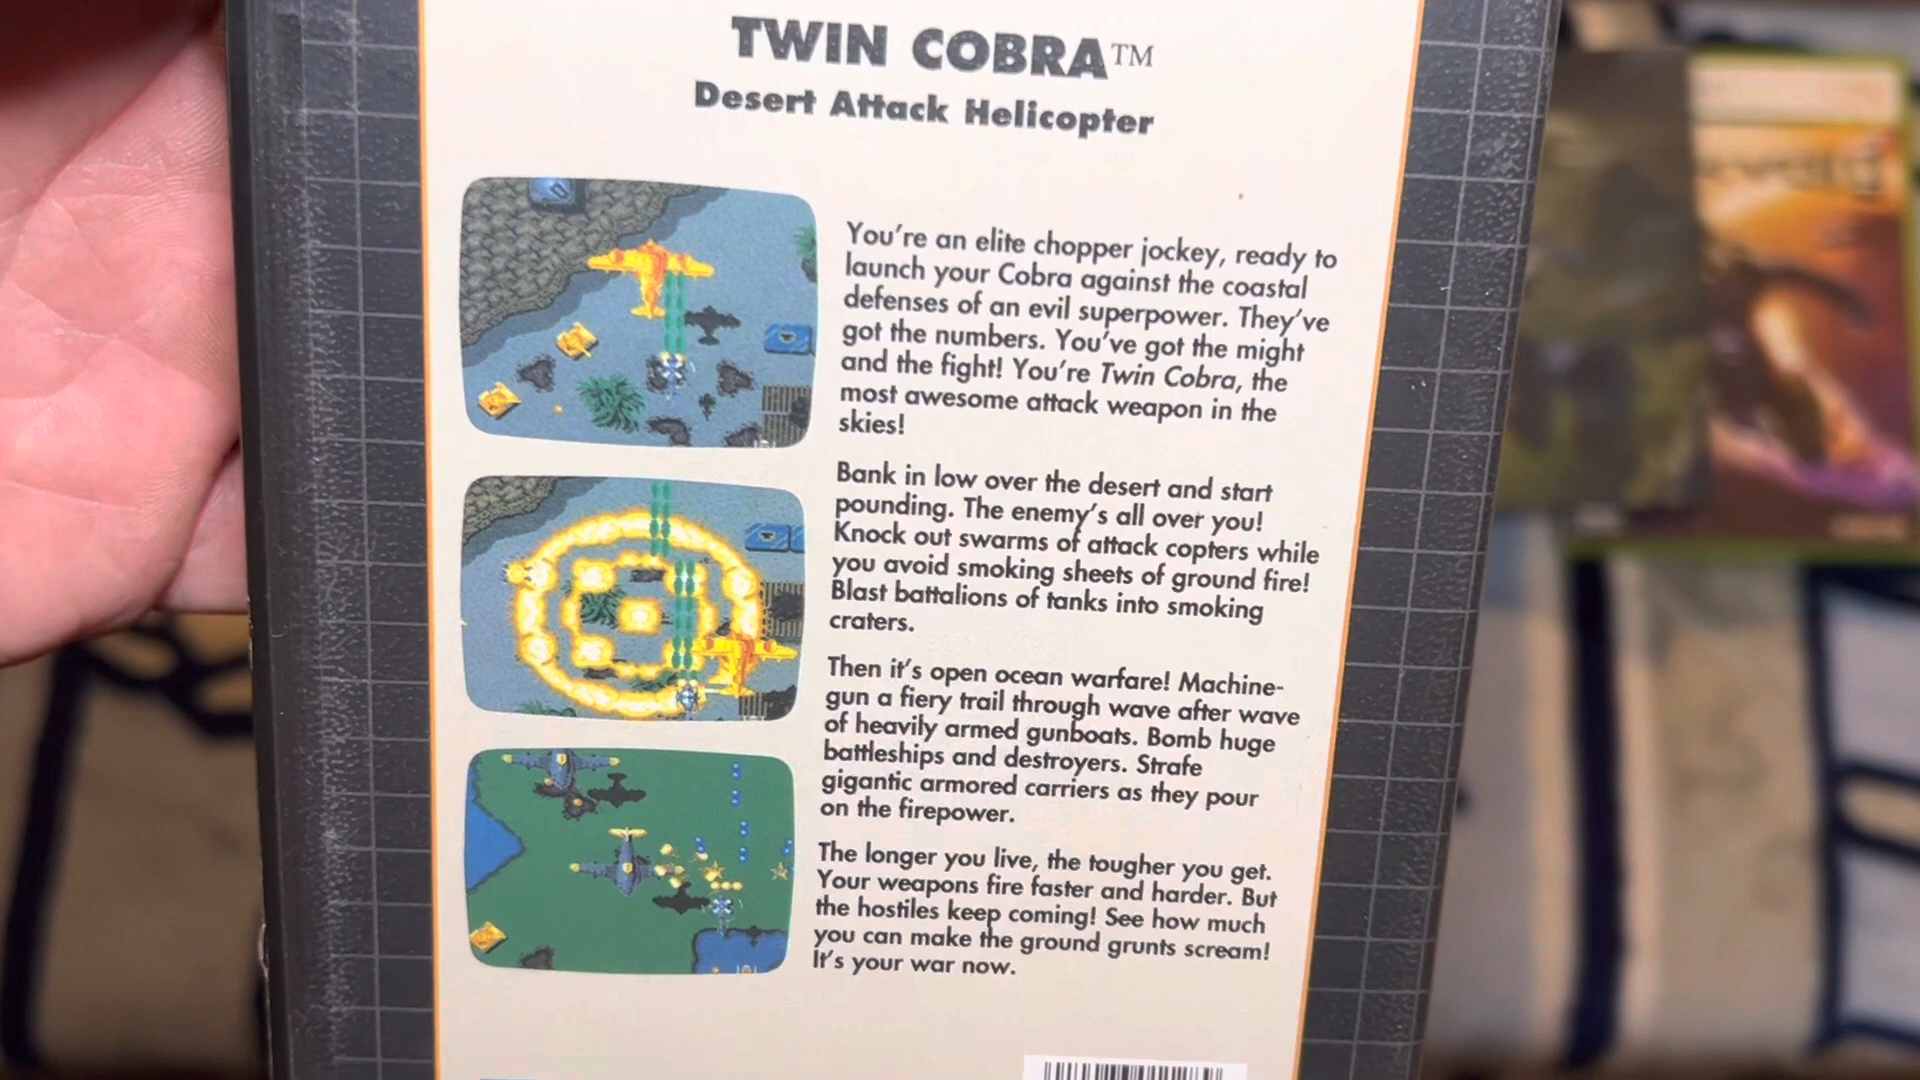 TWIN COBRA™
Desert Attack Helicopter
You're an elite chopper jockey, ready to
launch your Cobra against the coastal
defenses of an evil superpower. They've
got the numbers. You've got the might
and the fight! You're Twin Cobra, the
most awesome attack weapon in the
skies!
Bank in low over the desert and start
pounding. The enemy's all over you!
Knock out swarms of attack copters while
you avoid smoking sheets of ground fire!
Blast battalions of tanks into smoking
craters.
Then it's open ocean warfare! Machine-
gun a fiery trail through wave after wave
of heavily armed gunboats. Bomb huge
battleships and destroyers. Strafe
gigantic armored carriers as they pour
on the firepower.
The longer you live, the tougher you get.
Your weapons fire faster and harder. But
the hostiles keep coming! See how much
you can make the ground grunts scream!
It's your war now.